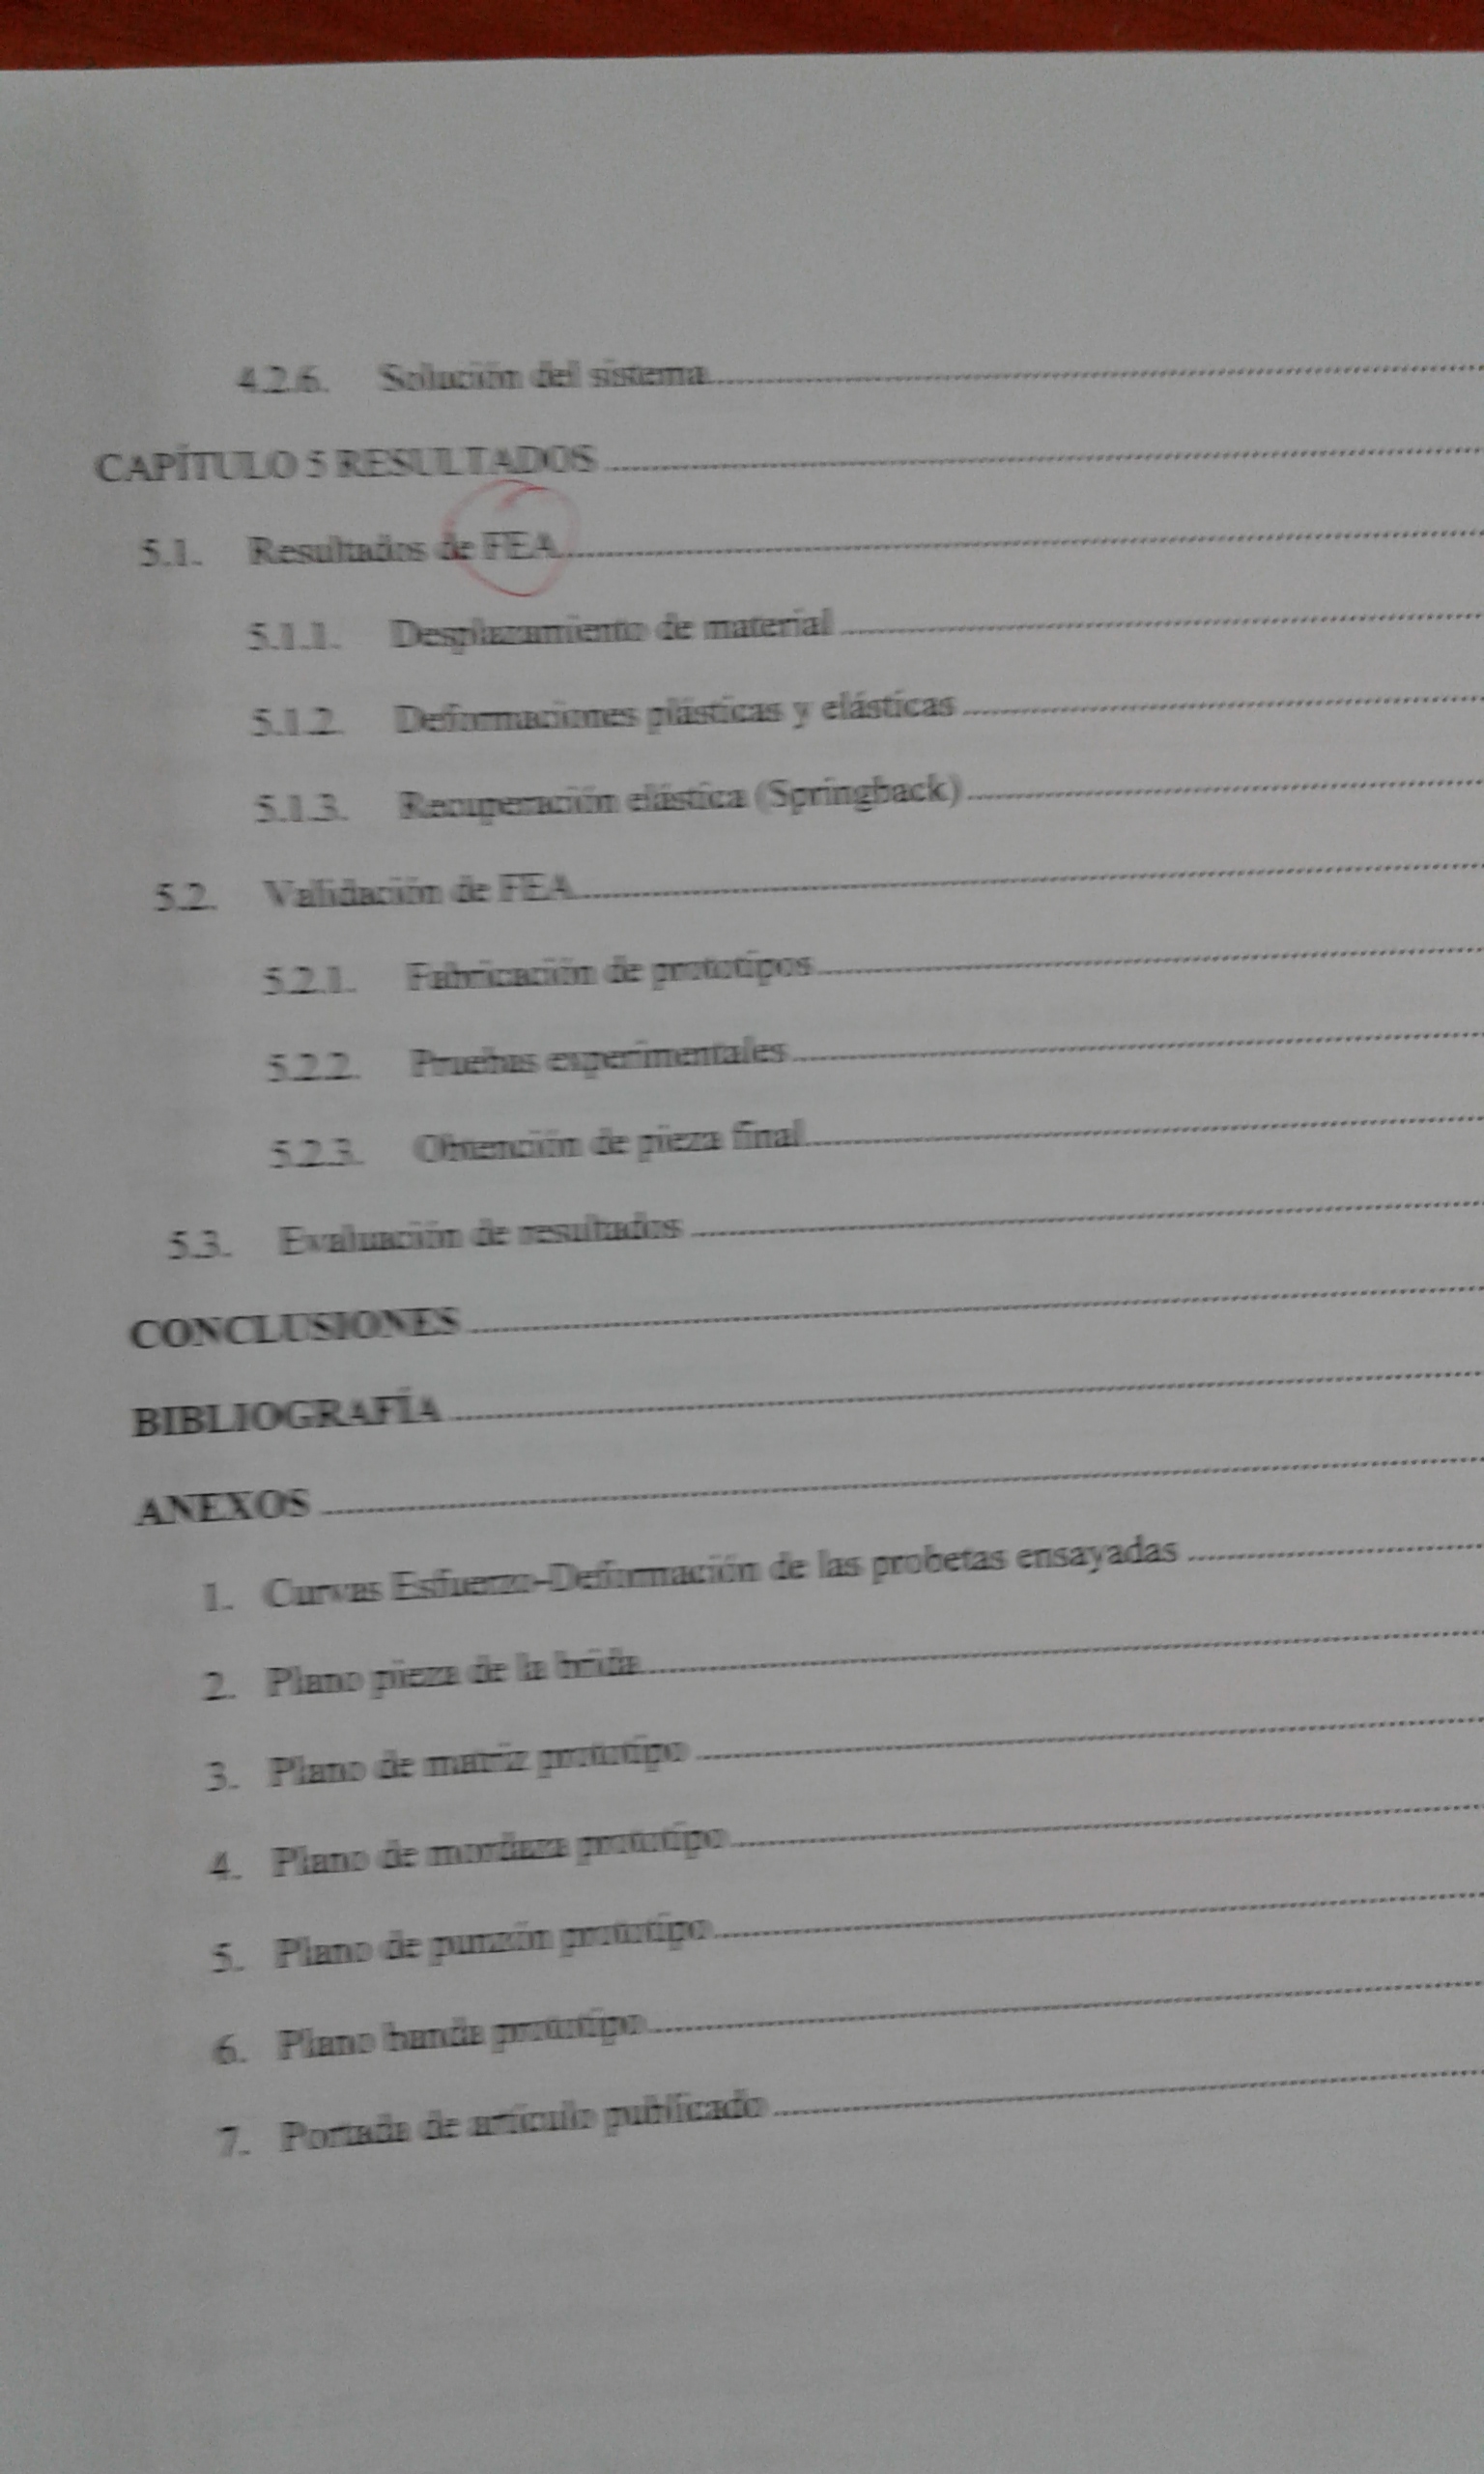 4.2.6. Solución del sistema
CAPÍTULO 5 RESULTADOS
5.1. Resultados de FEA
5.1.1. Desplazamiento de material
5.1.2. Deformaciones plásticas y elásticas
5.1.3. Recuperación elástica (Springback)
5.2. Validación de FEA
5.2.1. Fabricación de prototipos
5.2.2. Pruebas experimentales
5.2.3. Obtención de pieza final
5.3. Evaluación de resultados
CONCLUSIONES
BIBLIOGRAFÍA
ANEXOS
1. Curvas Esfuerzo-Deformación de las probetas ensayadas
2. Plano pieza de la brida
3. Plano de matriz prototipo
4. Plano de mordaza prototipo
5. Plano de punzón prototipo
6. Plano banda prototipo
7. Portada de artículo publicado